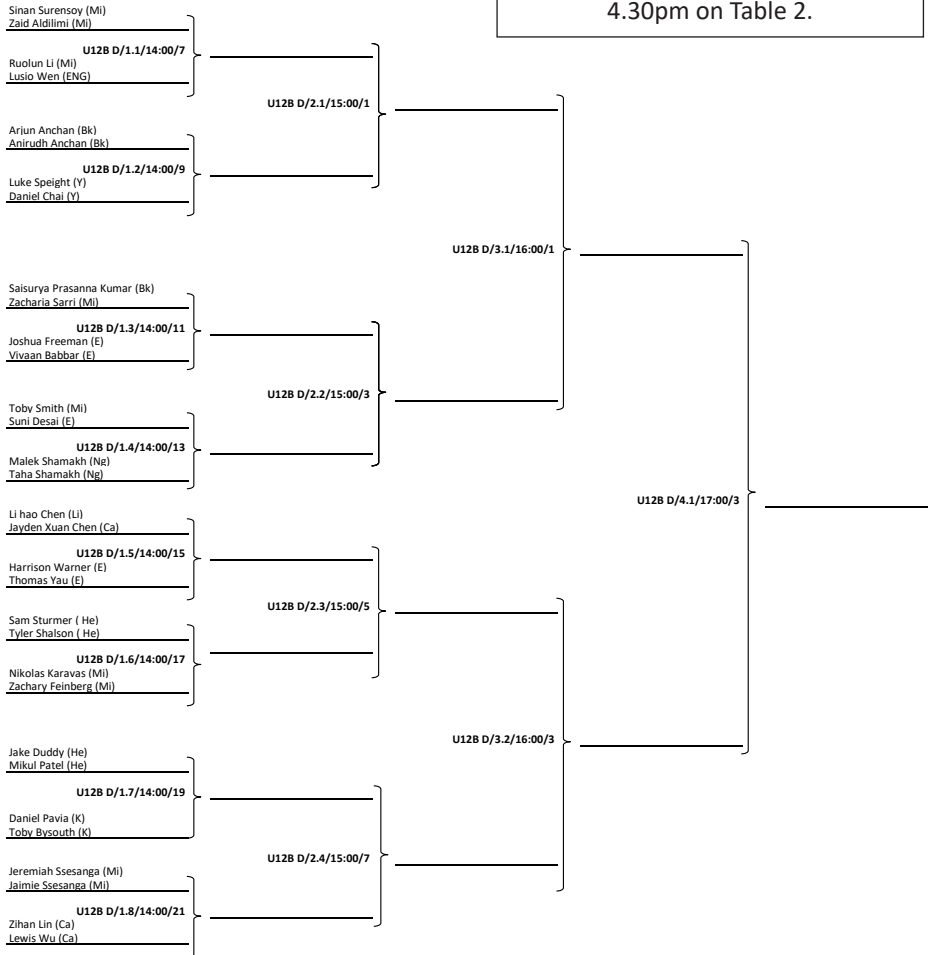 4.30pm on Table 2.
Sinan Surensoy (Mi)
Zaid Aldilimi (Mi)
U12B D/1.1/14:00/7
Ruolun Li (Mi)
Lusio Wen (ENG)
U12B D/2.1/15:00/1
Arjun Anchan (Bk)
Anirudh Anchan (Bk)
U12B D/1.2/14:00/9
Luke Speight (Y)
Daniel Chai (Y)
U12B D/3.1/16:00/1
Saisurya Prasanna Kumar (Bk)
Zacharia Sarri (Mi)
U12B D/1.3/14:00/11
Joshua Freeman (E)
Vivaan Babbar (E)
U12B D/2.2/15:00/3
Toby Smith (Mi)
Suni Desai (E)
U12B D/1.4/14:00/13
Malek Shamakh (Ng)
Taha Shamakh (Ng)
U12B D/4.1/17:00/3
Li hao Chen (Li)
Jayden Xuan Chen (Ca)
U12B D/1.5/14:00/15
Harrison Warner (E)
Thomas Yau (E)
U12B D/2.3/15:00/5
Sam Sturmer ( He)
Tyler Shalson ( He)
U12B D/1.6/14:00/17
Nikolas Karavas (Mi)
Zachary Feinberg (Mi)
U12B D/3.2/16:00/3
Jake Duddy (He)
Mikul Patel (He)
U12B D/1.7/14:00/19
Daniel Pavia (K)
Toby Bysouth (K)
U12B D/2.4/15:00/7
Jeremiah Ssesanga (Mi)
Jaimie Ssesanga (Mi)
U12B D/1.8/14:00/21
Zihan Lin (Ca)
Lewis Wu (Ca)